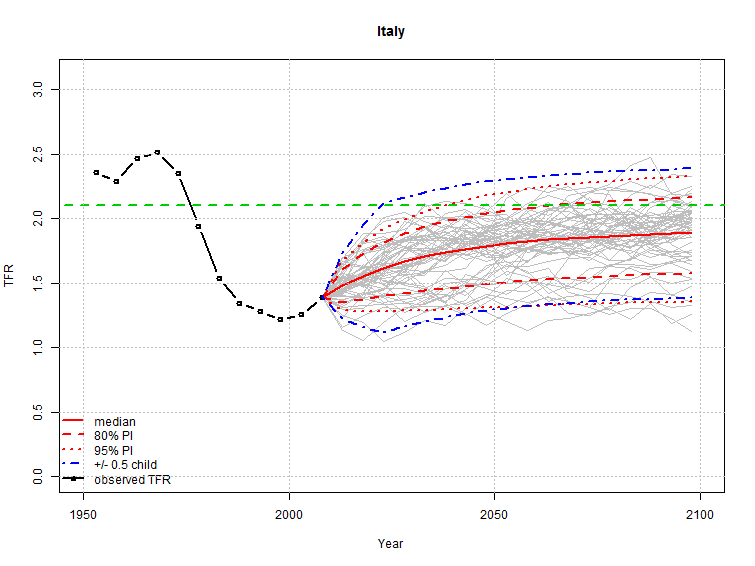 Italy
TFR
3.0
2.5
2.0
1.5
1.0
0.5
0.0
median
80% PI
95% PI
+/- 0.5 child
observed TFR
1950 2000 2050 2100
Year